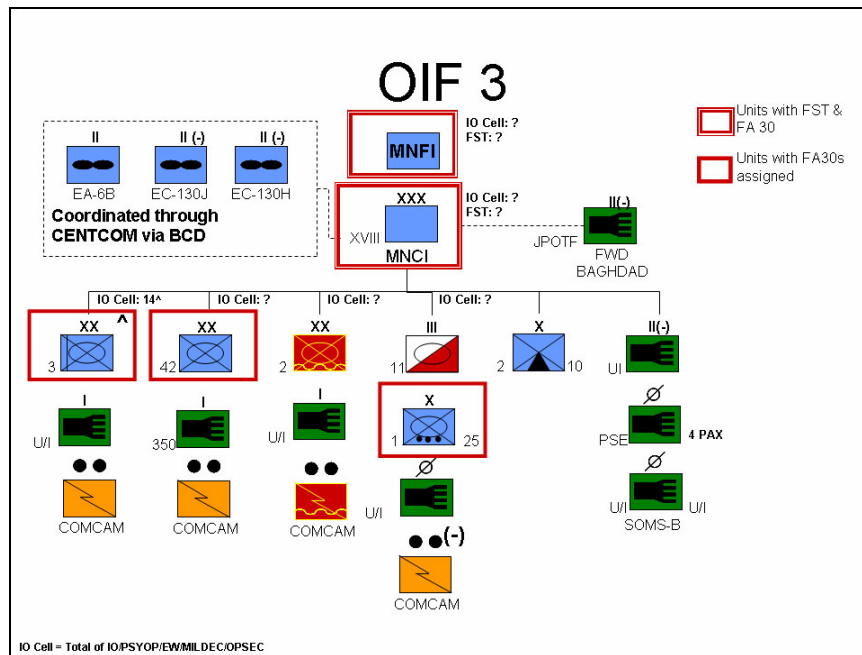 OIF 3
IO Cell: ?
FST: ?
MNFI
Units with FST &
FA 30
Units with FA30s
assigned
II
II (-)
II (-)
EA-6B
EC-130J
EC-130H
Coordinated through
CENTCOM via BCD
XXX
IO Cell: ?
FST: ?
XVIII
MNCI
II(-)
JPOTF
FWD
BAGHDAD
IO Cell: 14^
IO Cell: ?
IO Cell: ?
IO Cell: ?
XX
^
3
XX
42
XX
2
III
11
X
2
10
II(-)
UI
I
U/I
I
350
I
U/I
X
1
25
Ø
PSE
4 PAX
COMCAM
COMCAM
COMCAM
Ø
U/I
Ø
U/I
U/I
SOMS-B
(-)
COMCAM
IO Cell = Total of IO/PSYOP/EW/MILDEC/OPSEC